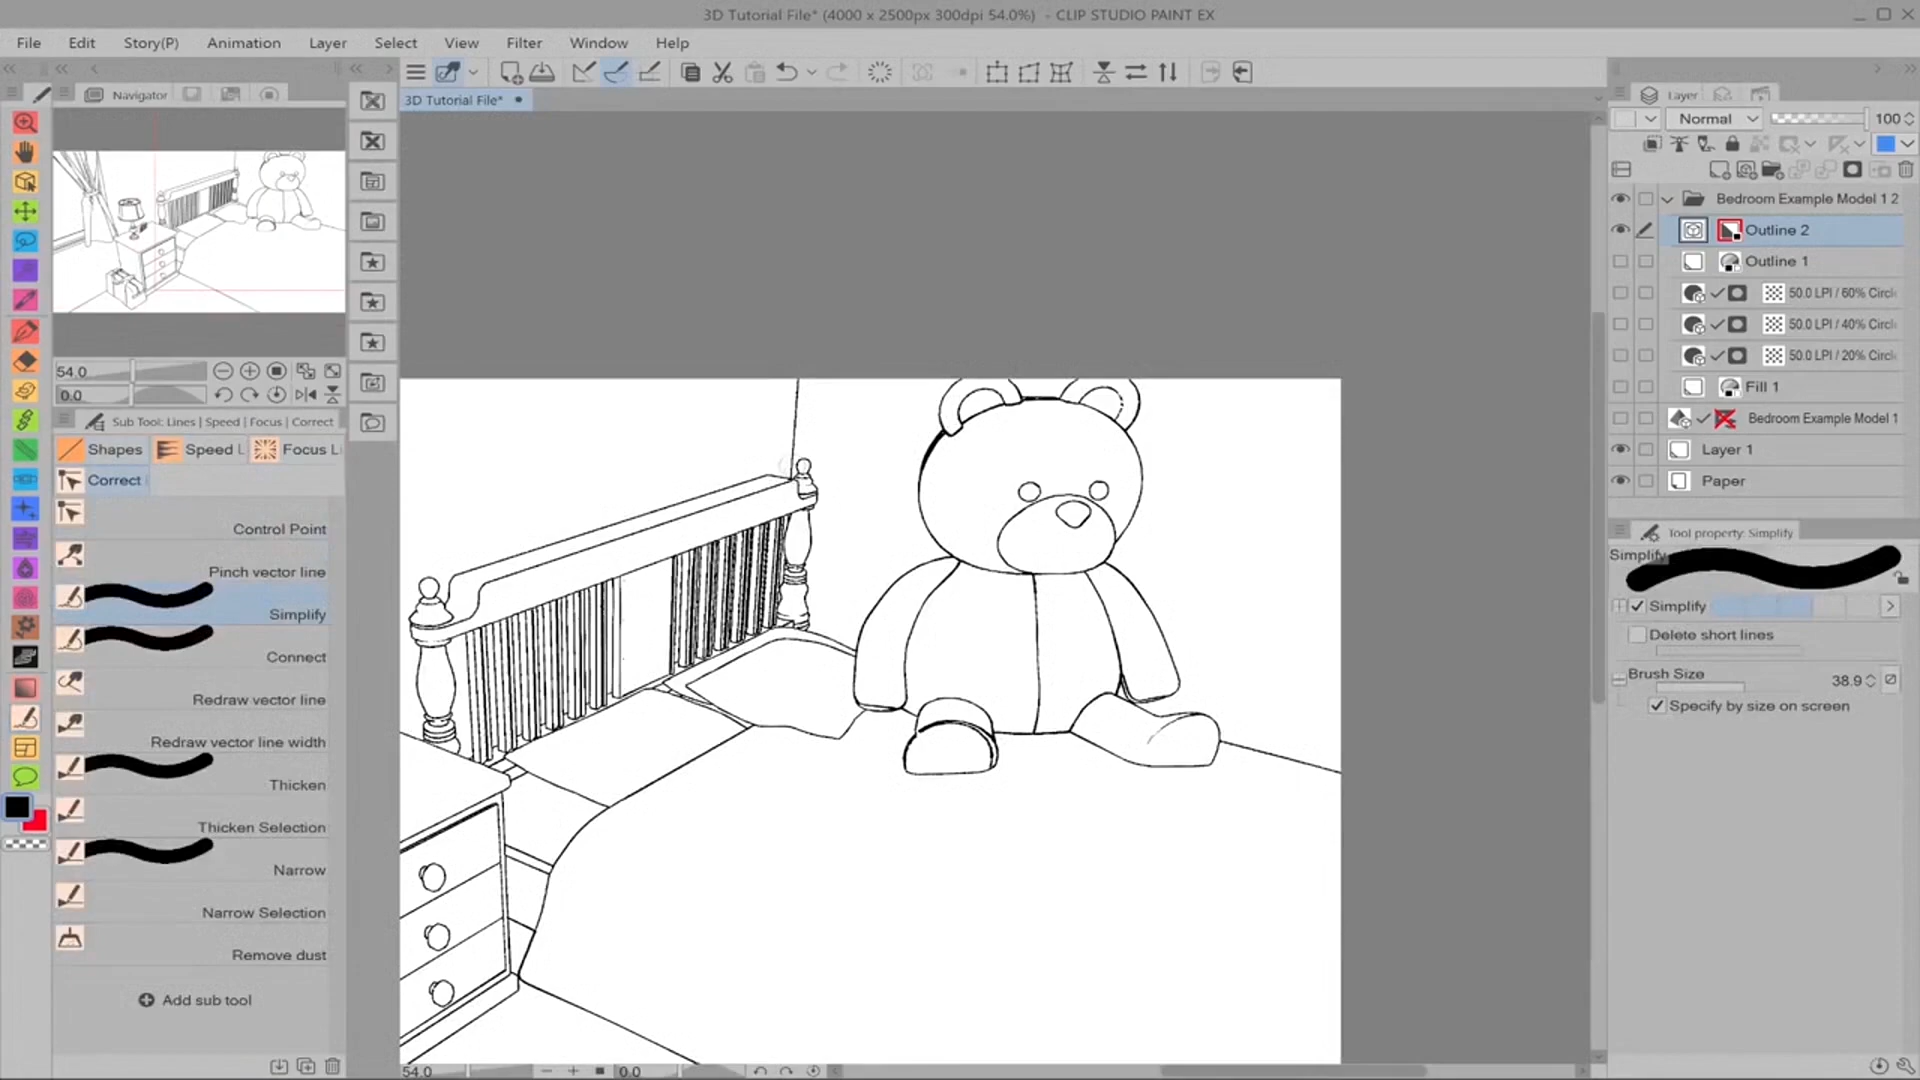 3D Tutorial File* (4000 x 2500px 300dpi 54.0%) - CLIP STUDIO PAINT EX
File Edit Story(P) Animation Layer Select View Filter Window Help
Navigator
3D Tutorial File*
Layer
Normal 100
Bedroom Example Model 1 2
Outline 2
Outline 1
50.0 LPI / 60% Circl
50.0 LPI / 40% Circl
50.0 LPI / 20% Circl
Fill 1
Bedroom Example Model 1
Layer 1
Paper
54.0
0.0
Sub Tool: Lines | Speed | Focus | Correct
Shapes Speed L Focus Li
Correct
Control Point
Pinch vector line
Simplify
Connect
Redraw vector line
Redraw vector line width
Thicken
Thicken Selection
Narrow
Narrow Selection
Remove dust
Add sub tool
Tool property: Simplify
Simplify
Simplify
Delete short lines
Brush Size 38.9
Specify by size on screen
54.0 0.0